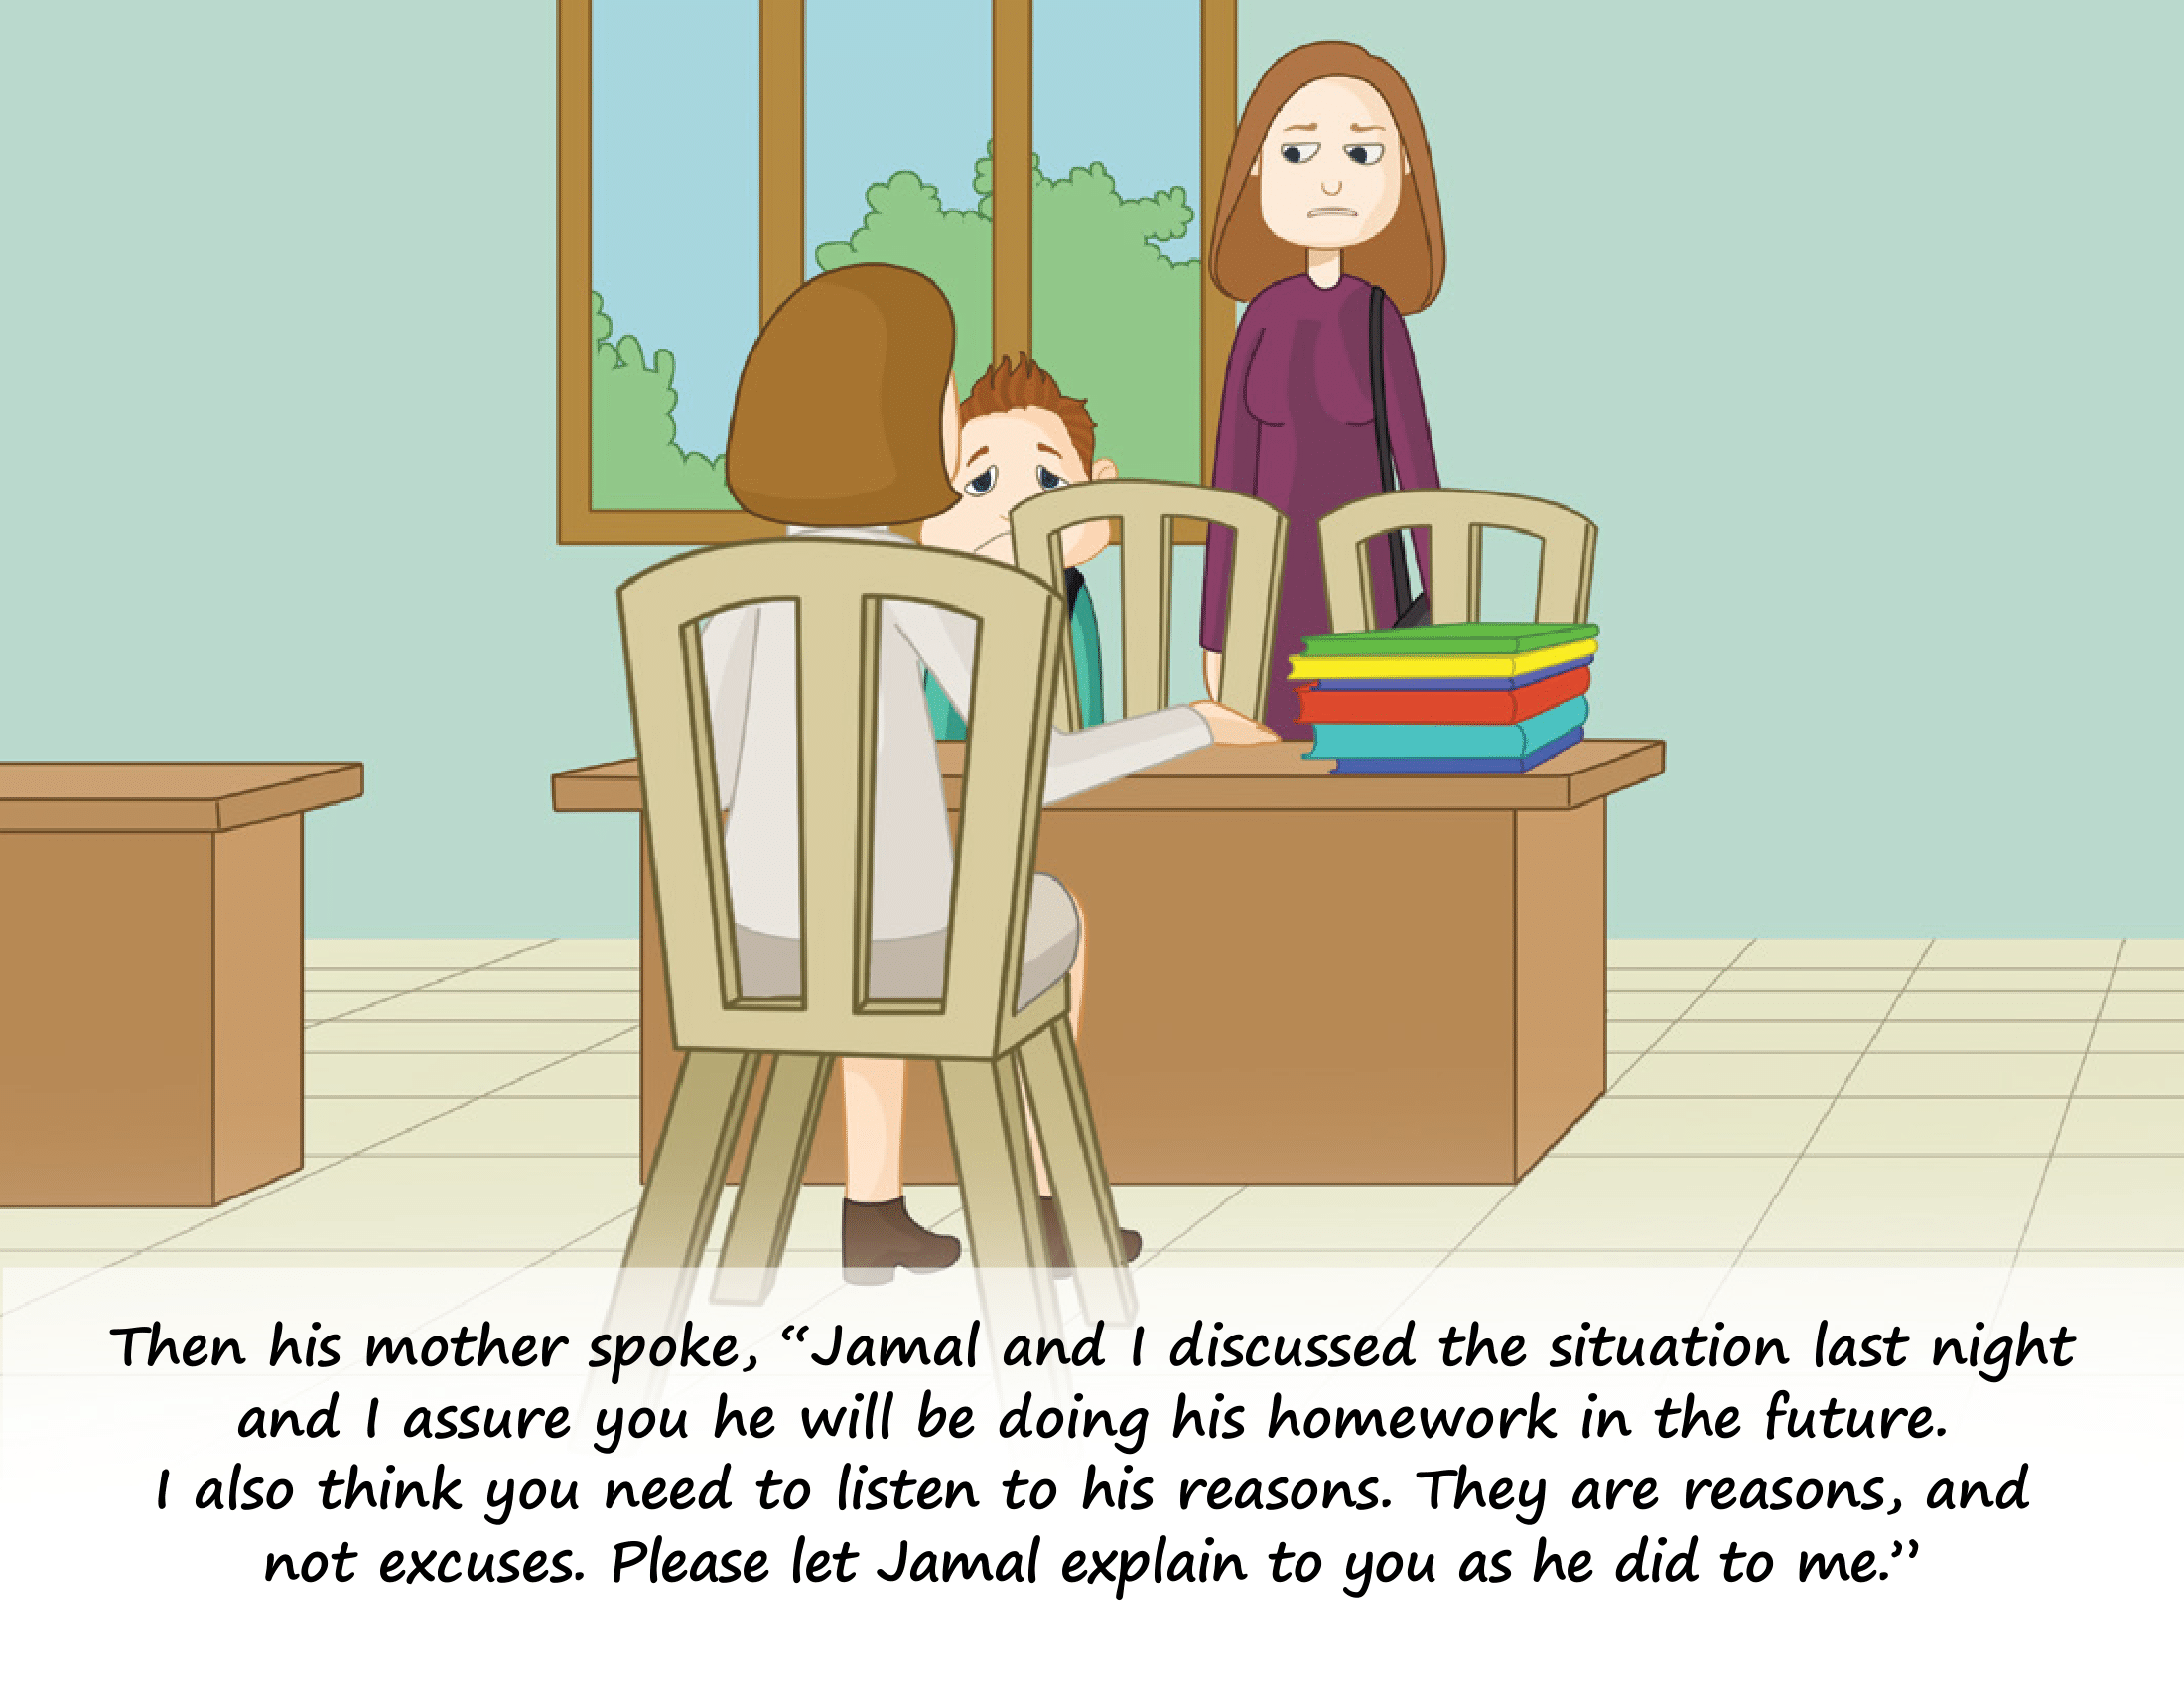 Then his mother spoke, “Jamal and I discussed the situation last night
and I assure you he will be doing his homework in the future.
I also think you need to listen to his reasons. They are reasons, and
not excuses. Please let Jamal explain to you as he did to me.”